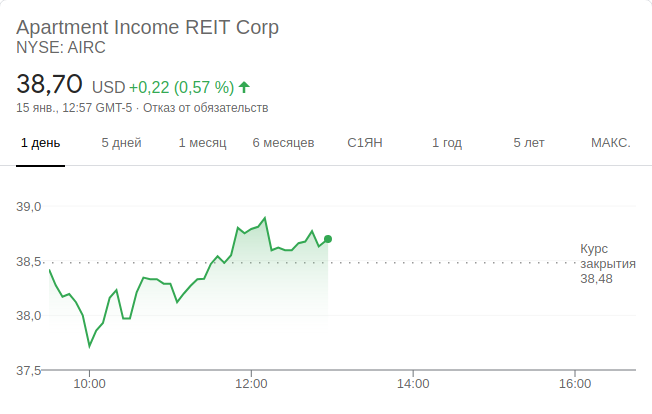 Apartment Income REIT Corp
NYSE: AIRC
38,70 USD +0,22 (0,57 %)
15 янв., 12:57 GMT-5 · Отказ от обязательств
1 день 5 дней 1 месяц 6 месяцев С1ЯН 1 год 5 лет МАКС.
39,0
38,5
38,0
37,5
Курс
закрытия
38,48
10:00 12:00 14:00 16:00